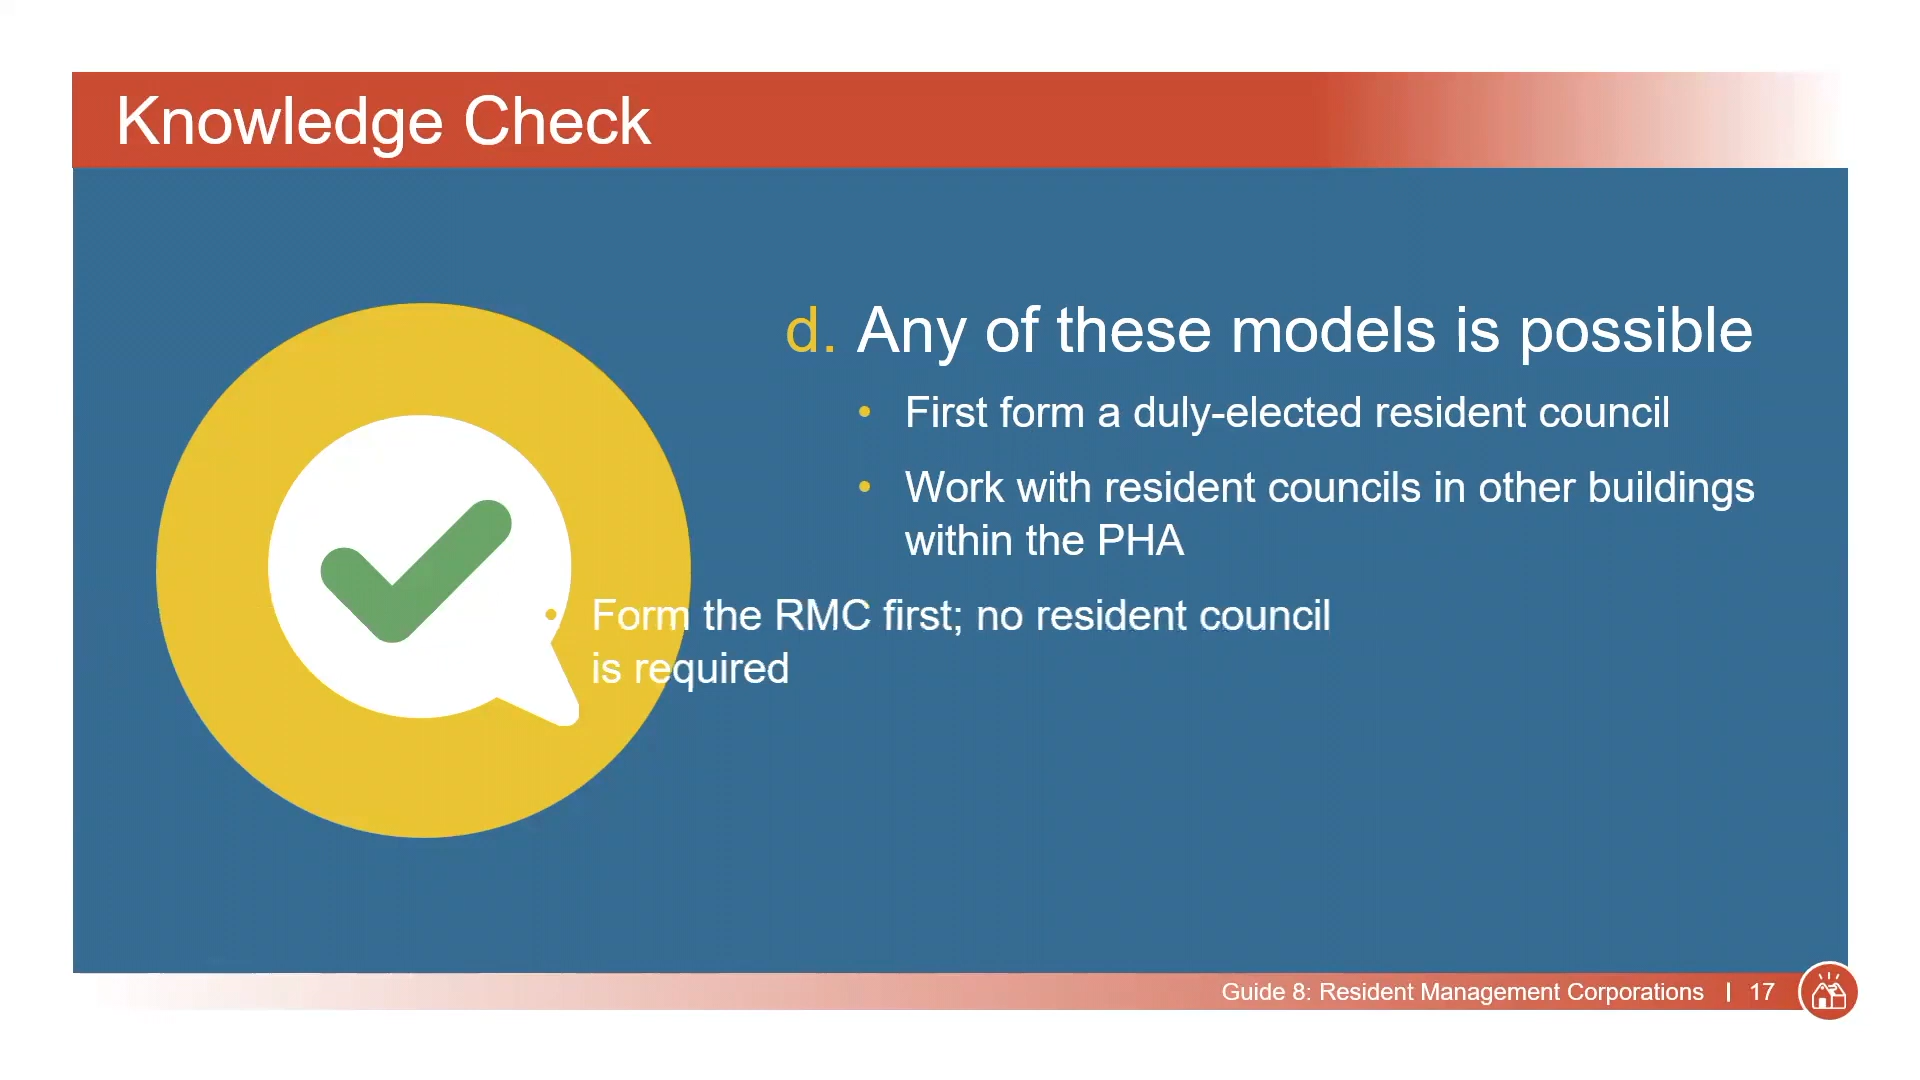 Knowledge Check
d. Any of these models is possible
• First form a duly-elected resident council
• Work with resident councils in other buildings
within the PHA
• Form the RMC first; no resident council
is required
Guide 8: Resident Management Corporations | 17